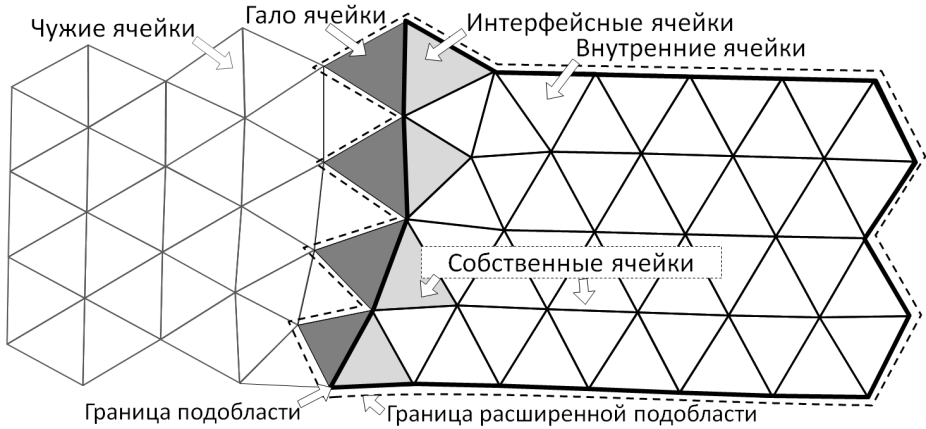 Чужие ячейки
Гало ячейки
Интерфейсные ячейки
Внутренние ячейки
Собственные ячейки
Граница подобласти
Граница расширенной подобласти